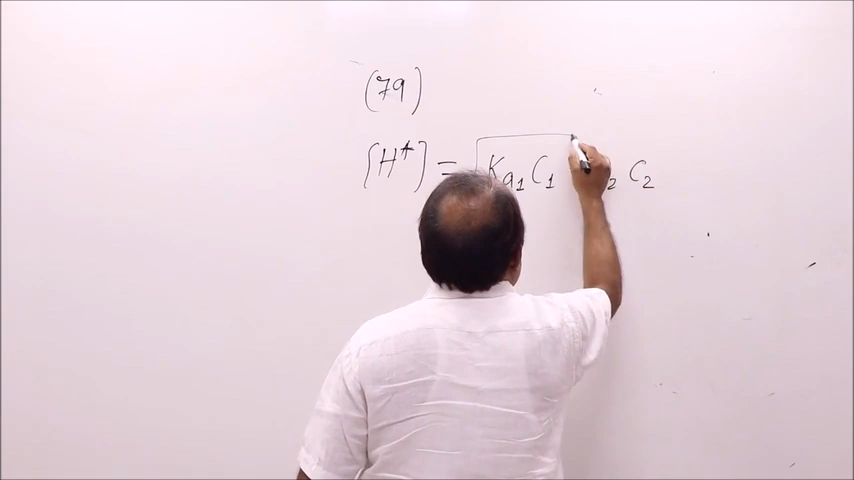 (79)
[H⁺] = √ Ka₁ C₁ ₂ C₂